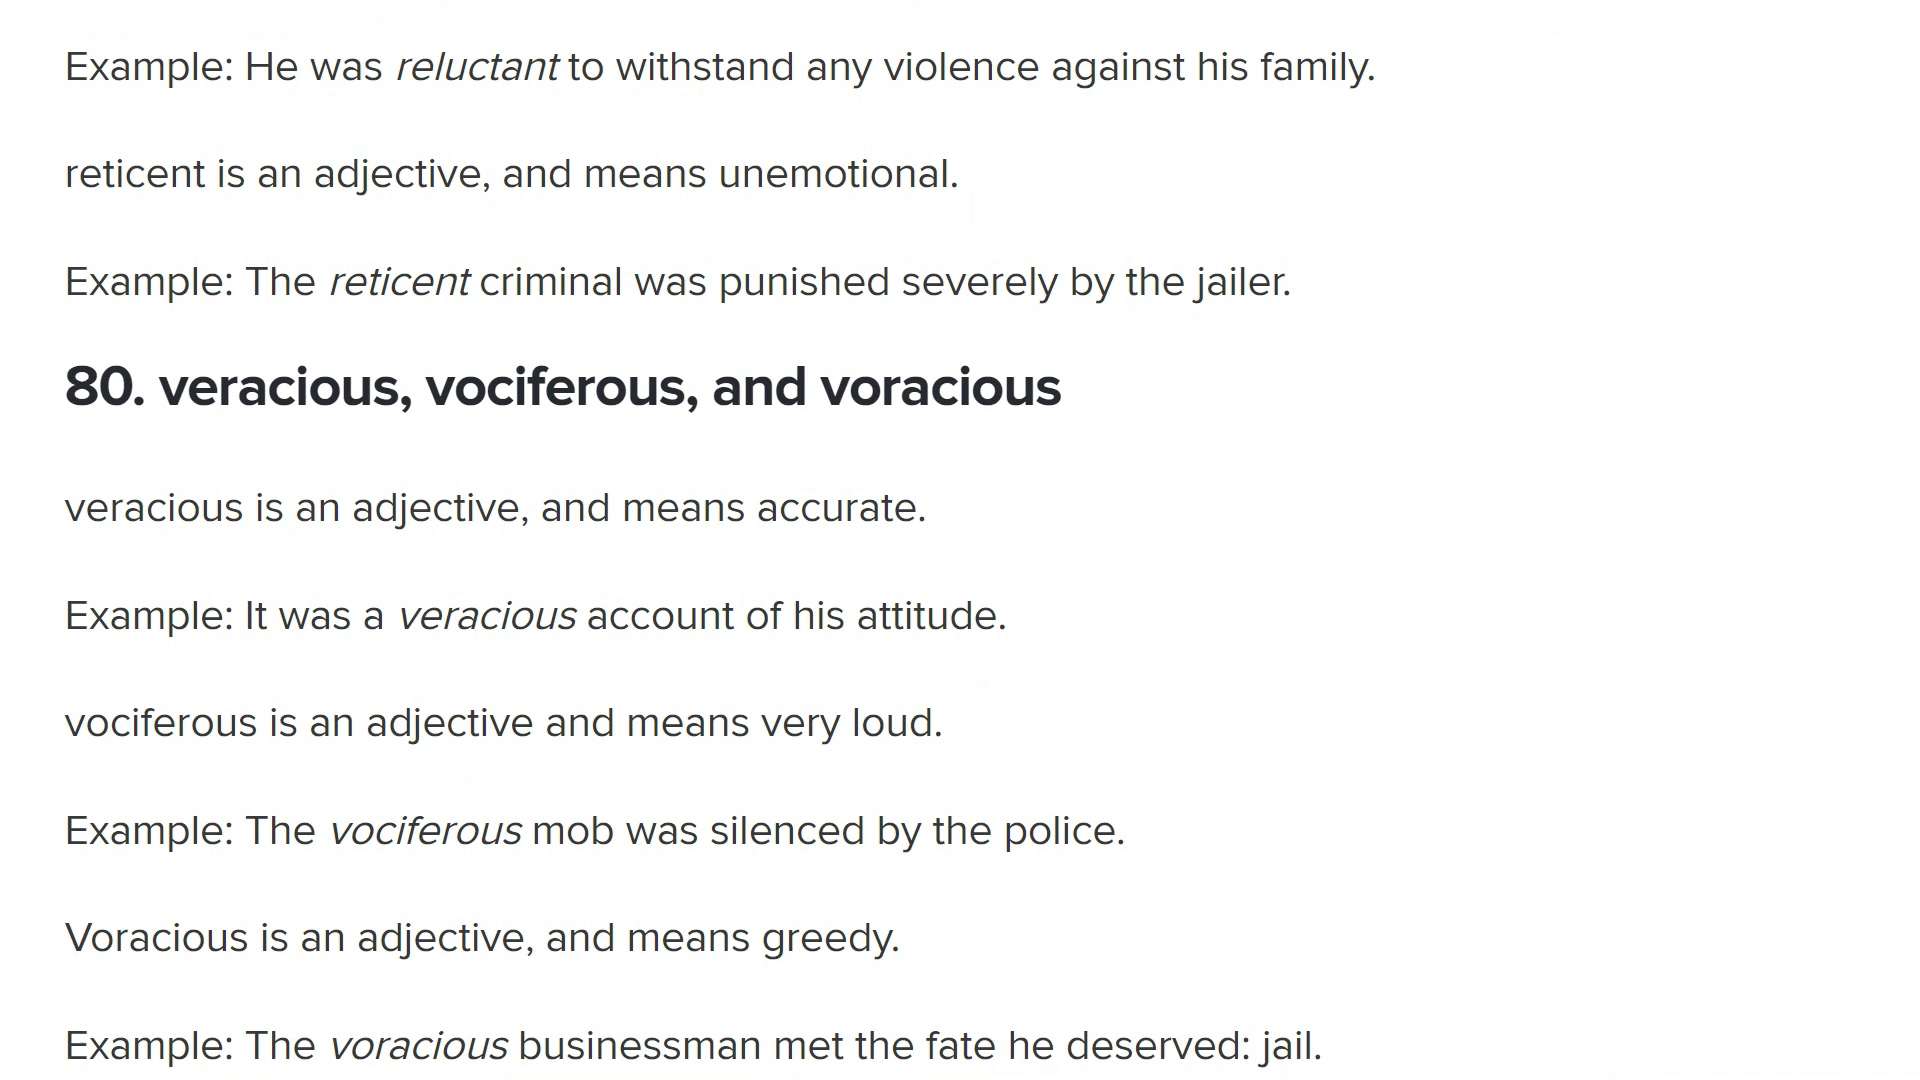 Example: He was reluctant to withstand any violence against his family.
reticent is an adjective, and means unemotional.
Example: The reticent criminal was punished severely by the jailer.
80. veracious, vociferous, and voracious
veracious is an adjective, and means accurate.
Example: It was a veracious account of his attitude.
vociferous is an adjective and means very loud.
Example: The vociferous mob was silenced by the police.
Voracious is an adjective, and means greedy.
Example: The voracious businessman met the fate he deserved: jail.